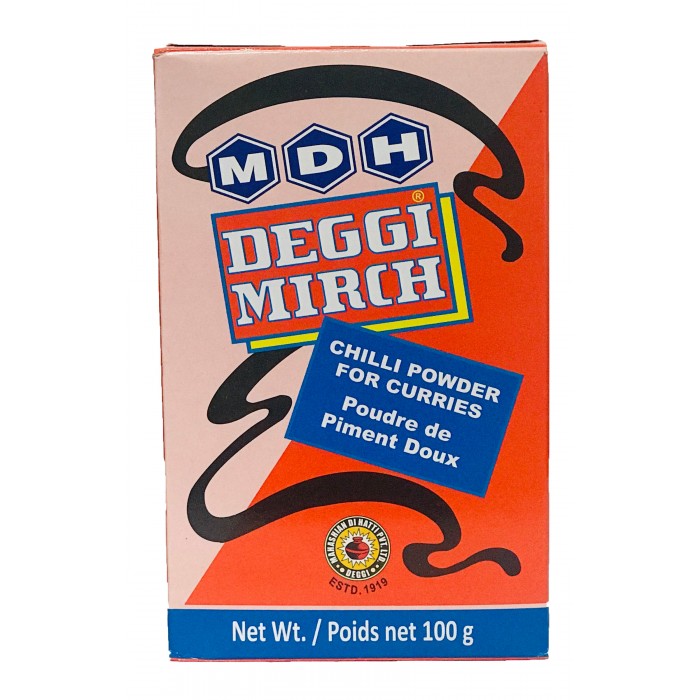 MDH
DEGGI®
MIRCH
CHILLI POWDER
FOR CURRIES
Poudre de
Piment Doux
MAHASHIAN DI HATTI PVT. LTD.
DEGGI
ESTD. 1919
Net Wt. / Poids net 100 g